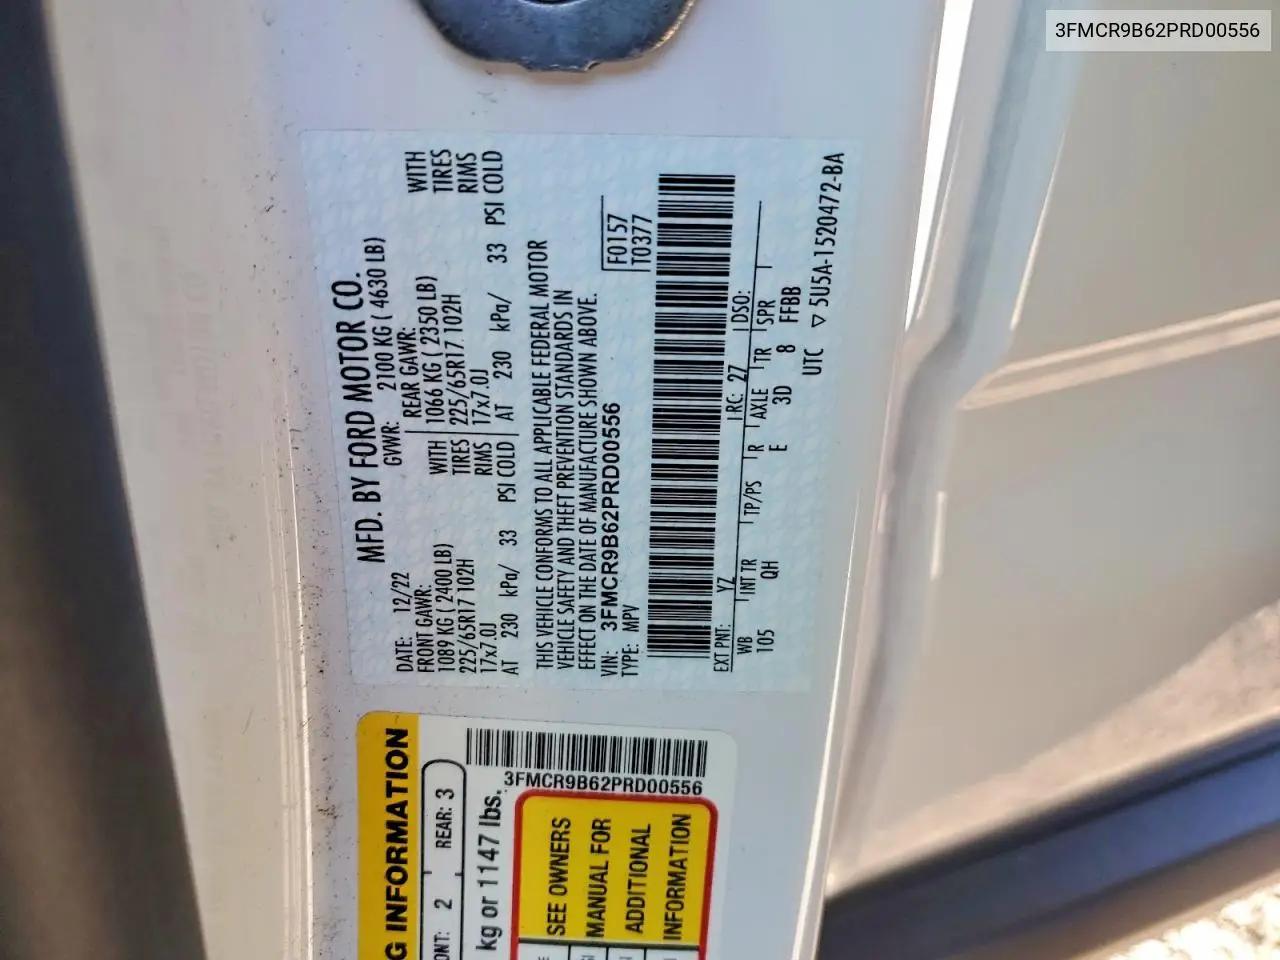 3FMCR9B62PRD00556
MFD. BY FORD MOTOR CO.
DATE: 12/22 GVWR: 2100 KG ( 4630 LB)
FRONT GAWR: REAR GAWR:
1089 KG ( 2400 LB) WITH 1066 KG ( 2350 LB) WITH
225/65R17 102H TIRES 225/65R17 102H TIRES
17x7.0J RIMS 17x7.0J RIMS
AT 230 kPa/ 33 PSI COLD AT 230 kPa/ 33 PSI COLD
THIS VEHICLE CONFORMS TO ALL APPLICABLE FEDERAL MOTOR
VEHICLE SAFETY AND THEFT PREVENTION STANDARDS IN
EFFECT ON THE DATE OF MANUFACTURE SHOWN ABOVE.
VIN: 3FMCR9B62PRD00556 F0157
TYPE: MPV T0377
EXT PNT: YZ RC: 27 DSO:
WB INT TR TP/PS R AXLE TR SPR
105 QH E 3D 8 FFBB
UTC ▽ 5U5A-1520472-BA
G INFORMATION
ONT: 2 REAR: 3
kg or 1147 lbs.
3FMCR9B62PRD00556
SEE OWNERS
MANUAL FOR
ADDITIONAL
INFORMATION